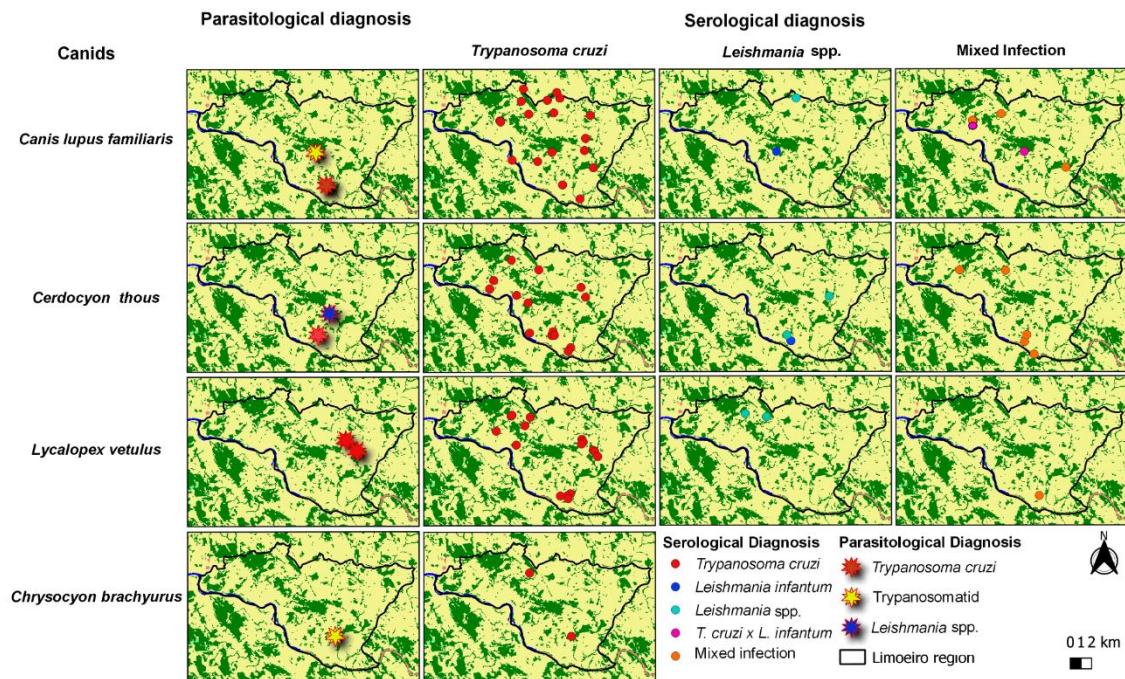 Parasitological diagnosis
Serological diagnosis
Canids
Trypanosoma cruzi
Leishmania spp.
Mixed Infection
Canis lupus familiaris
Cerdocyon thous
Lycalopex vetulus
Chrysocyon brachyurus
Serological Diagnosis
Trypanosoma cruzi
Leishmania infantum
Leishmania spp.
T. cruzi x L. infantum
Mixed infection
Parasitological Diagnosis
Trypanosoma cruzi
Trypanosomatid
Leishmania spp.
Limoeiro region
N
0 1 2 km